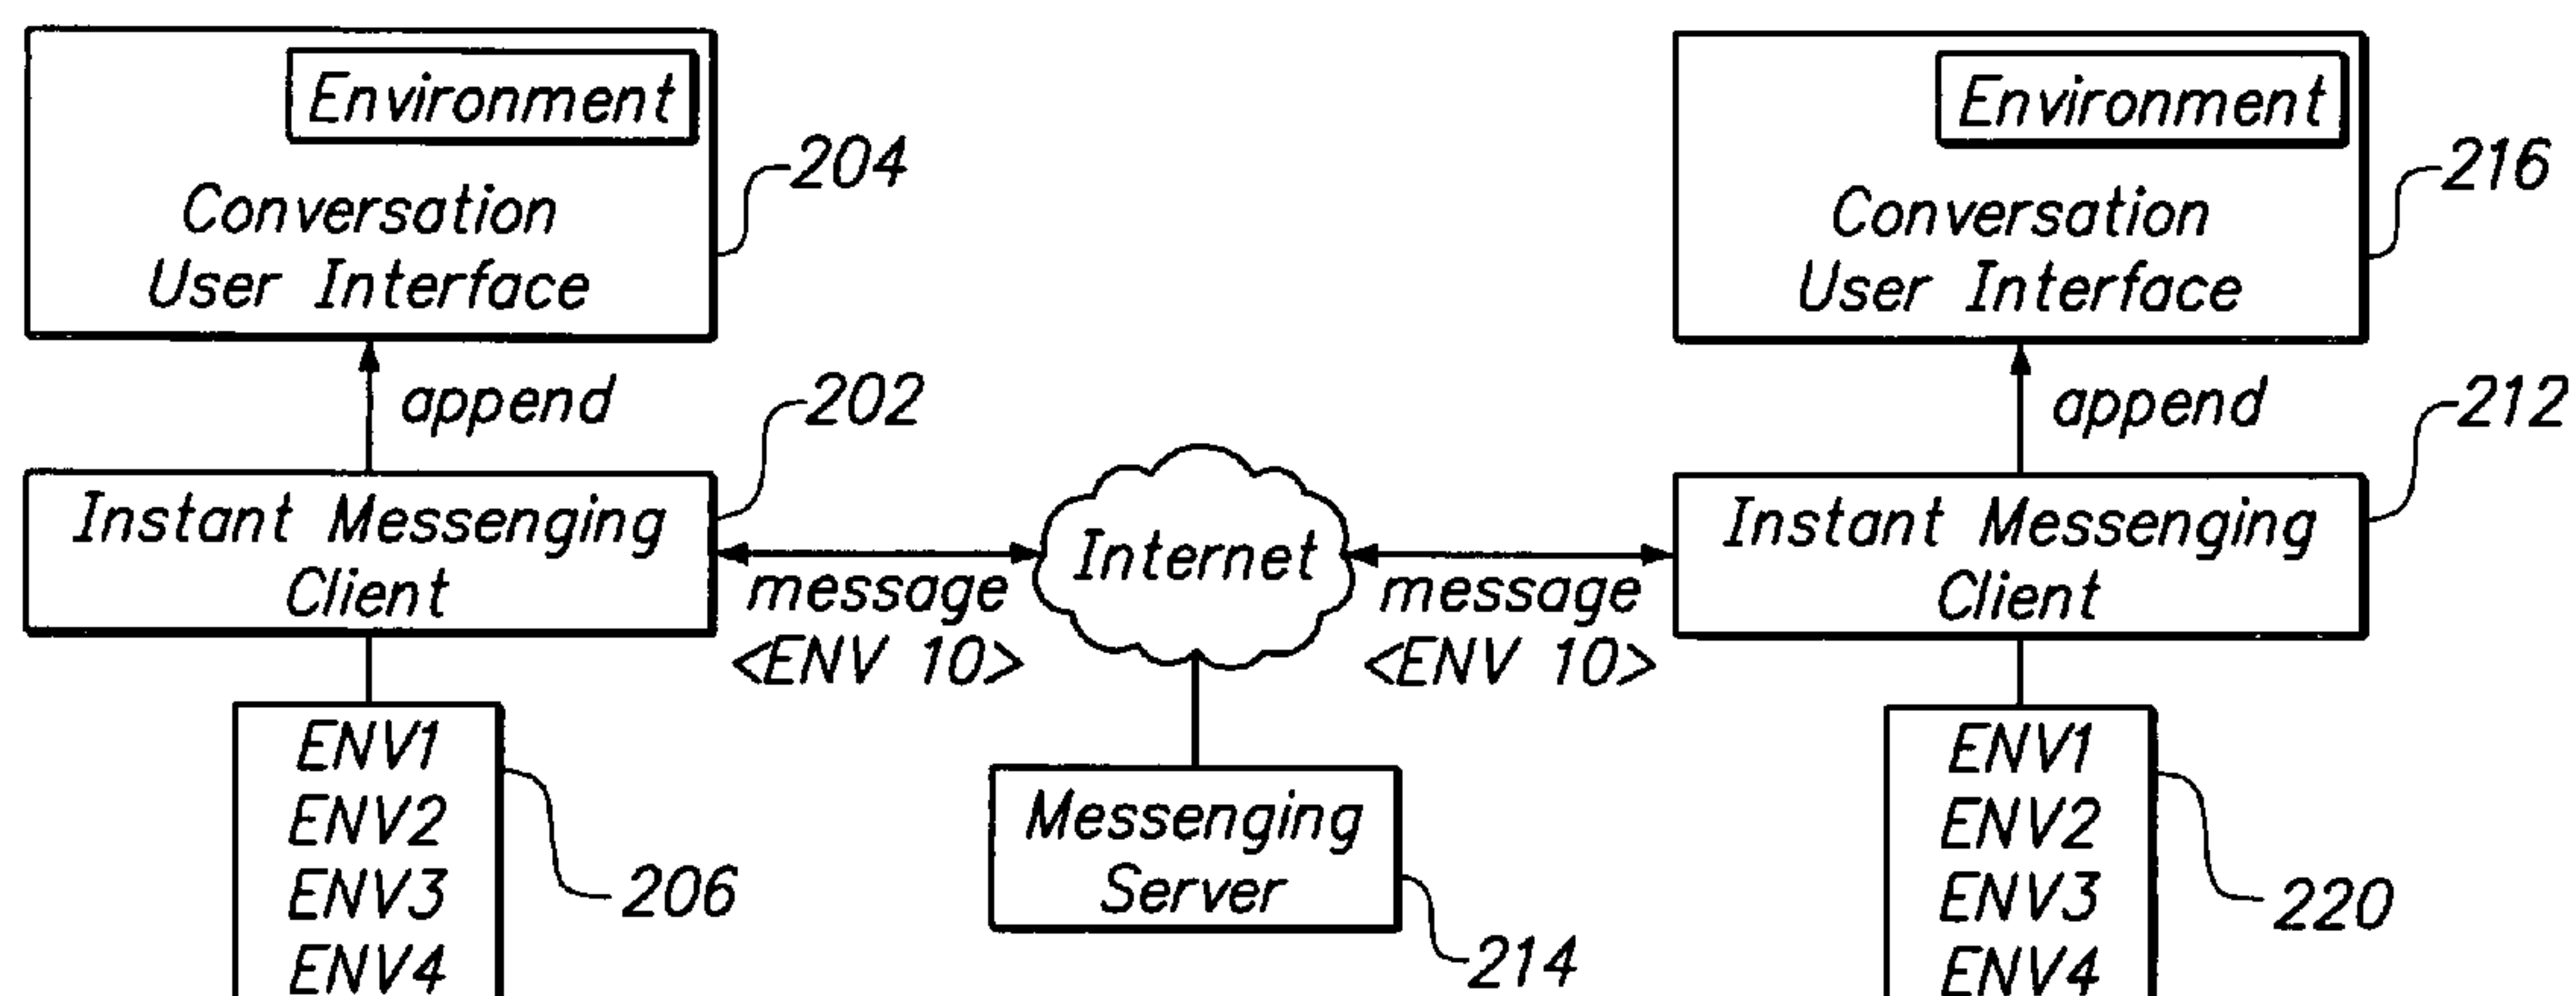 Environment
Conversation
User Interface
204
append
202
Instant Messenging
Client
message
<ENV 10>
ENV1
ENV2
ENV3
ENV4
206
Internet
Messenging
Server
214
Environment
Conversation
User Interface
216
append
212
message
<ENV 10>
Instant Messenging
Client
ENV1
ENV2
ENV3
ENV4
220